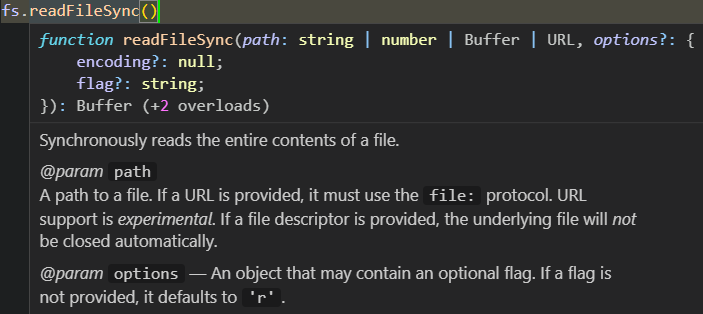 fs.readFileSync()
function readFileSync(path: string | number | Buffer | URL, options?: {
    encoding?: null;
    flag?: string;
}): Buffer (+2 overloads)
Synchronously reads the entire contents of a file.
@param path
A path to a file. If a URL is provided, it must use the file: protocol. URL
support is experimental. If a file descriptor is provided, the underlying file will not
be closed automatically.
@param options — An object that may contain an optional flag. If a flag is
not provided, it defaults to 'r'.